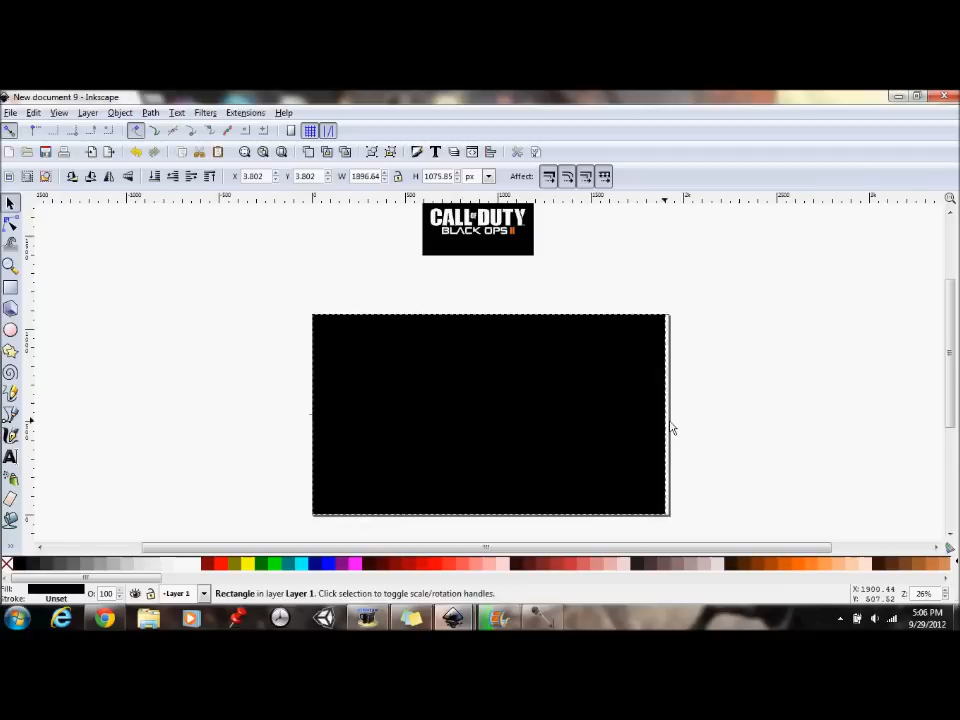 New document 9 - Inkscape
File Edit View Layer Object Path Text Filters Extensions Help
X 3.802 Y 3.802 W 1896.64 H 1075.85 px Affect:
CALL OF DUTY
BLACK OPS II
Fill:
Stroke: Unset
O: 100
Layer 1
Rectangle in layer Layer 1. Click selection to toggle scale/rotation handles.
X: 1900.44
Y: 507.52
Z: 26%
5:06 PM
9/29/2012